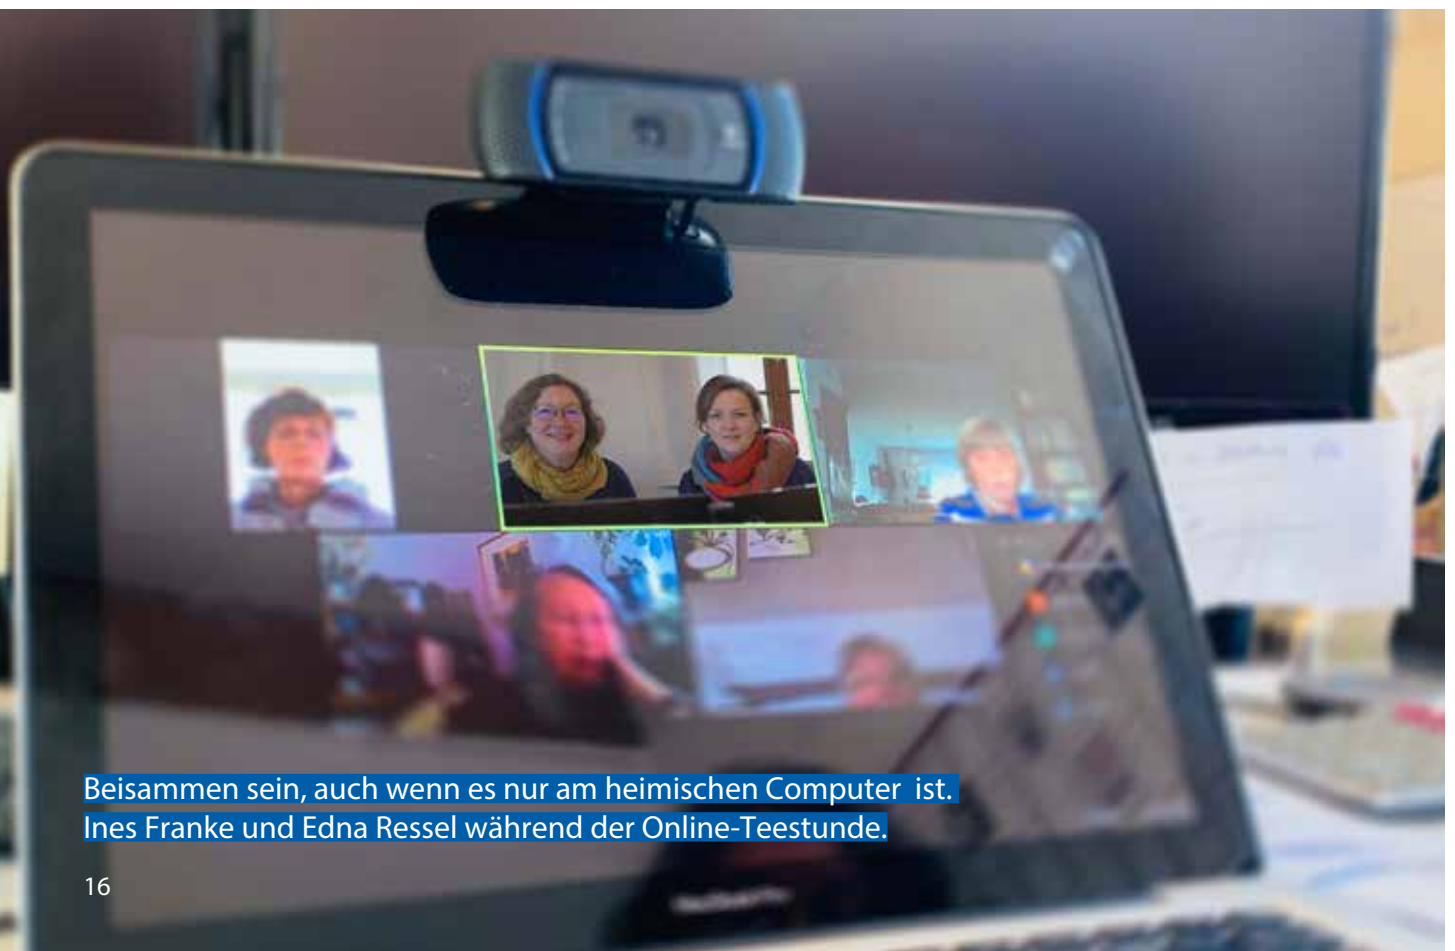 Beisammen sein, auch wenn es nur am heimischen Computer ist.
Ines Franke und Edna Ressel während der Online-Teestunde.
16